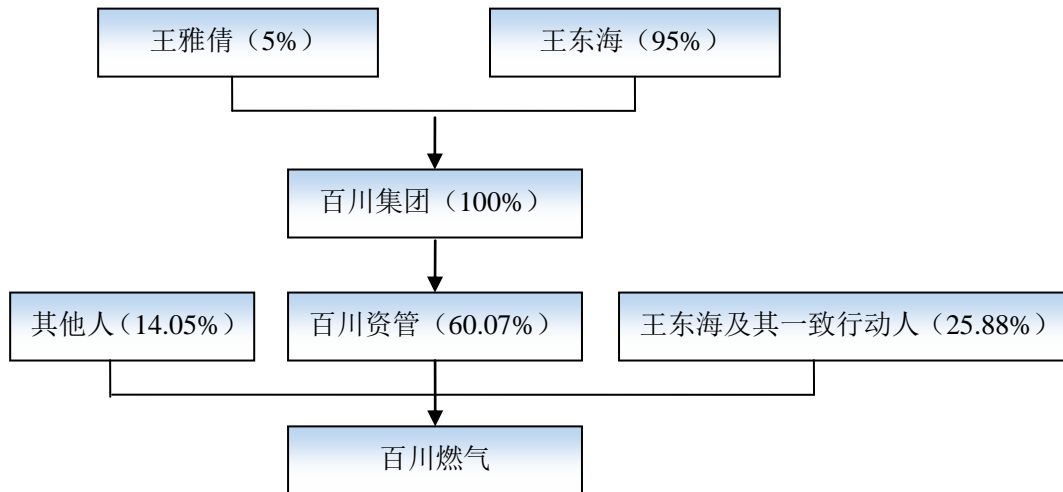 王雅倩（5%）
王东海（95%）
百川集团（100%）
其他人（14.05%）
百川资管（60.07%）
王东海及其一致行动人（25.88%）
百川燃气